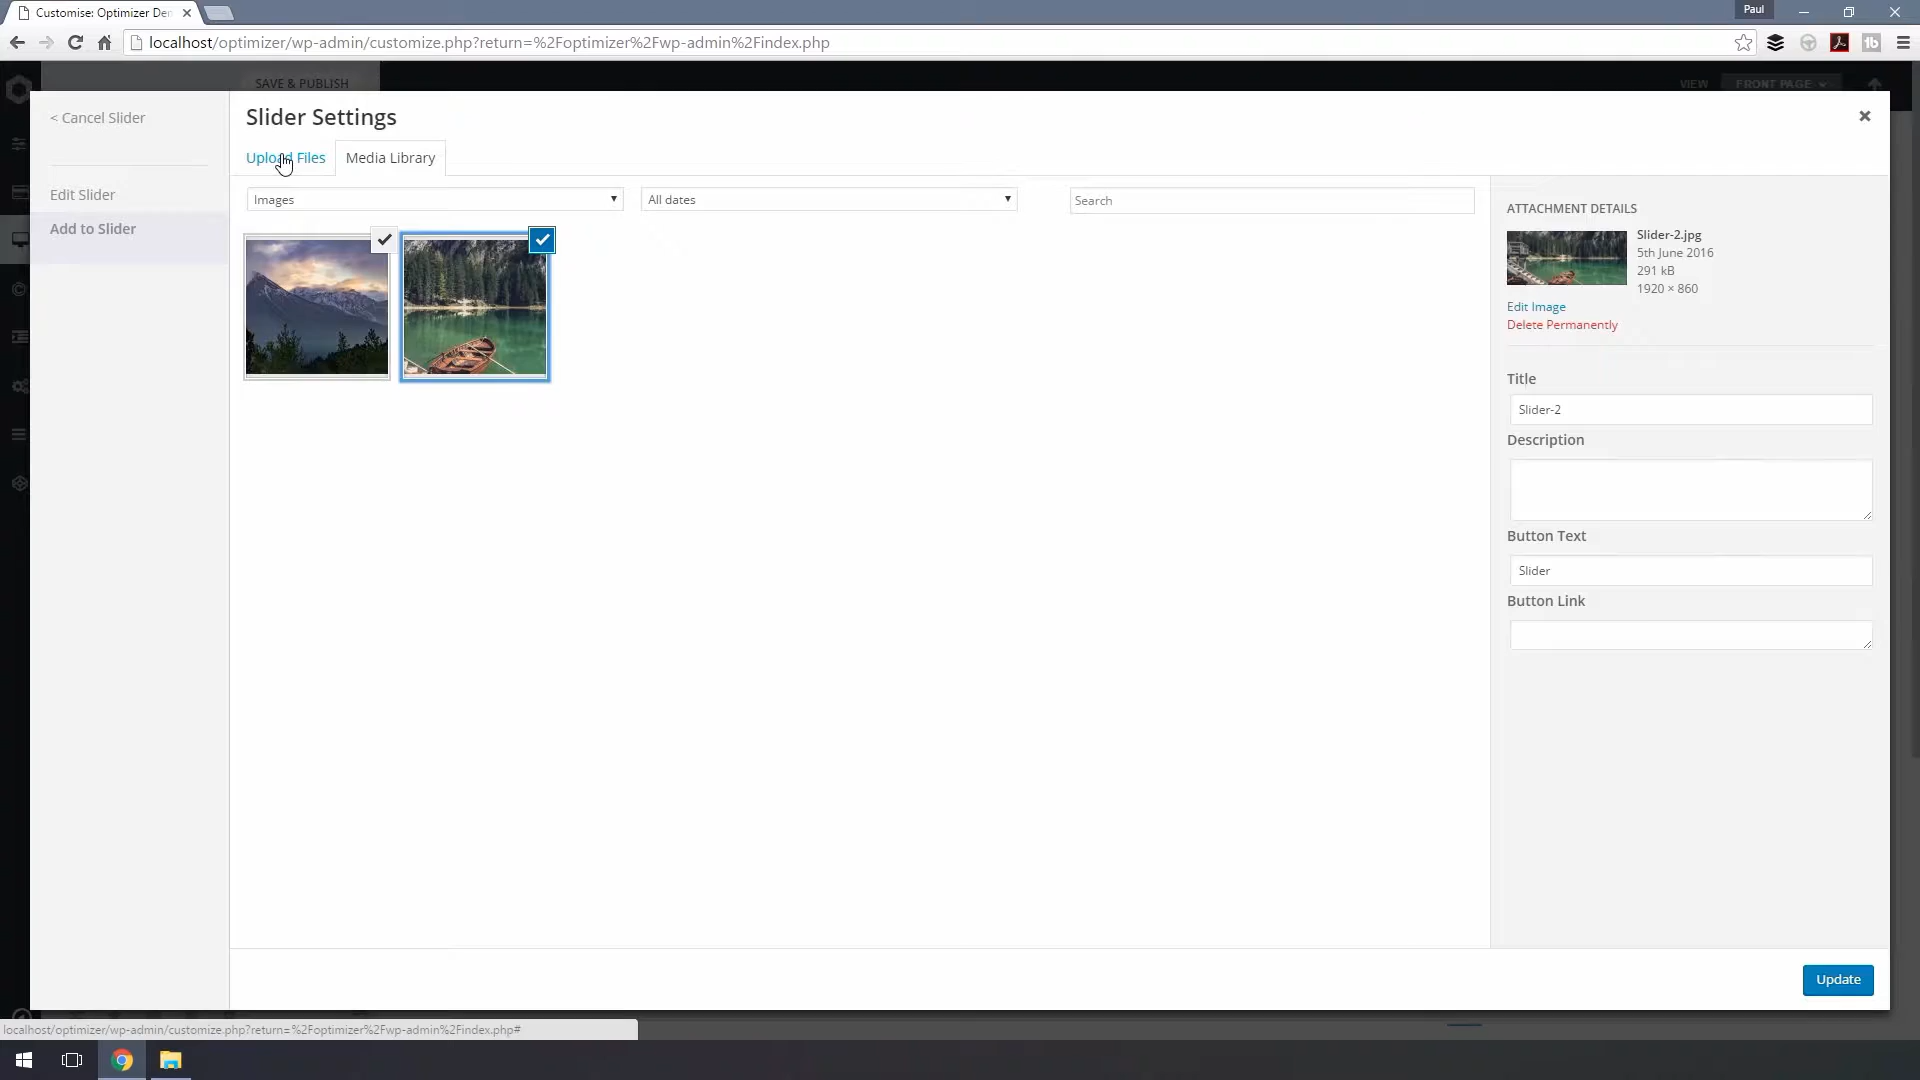 Customise: Optimizer De
Paul
localhost/optimizer/wp-admin/customize.php?return=%2Foptimizer%2Fwp-admin%2Findex.php
SAVE & PUBLISH
VIEW
FRONT PAGE
< Cancel Slider
Slider Settings
Upload Files
Media Library
Edit Slider
Add to Slider
Images
All dates
Search
ATTACHMENT DETAILS
Slider-2.jpg
5th June 2016
291 kB
1920 × 860
Edit Image
Delete Permanently
Title
Slider-2
Description
Button Text
Slider
Button Link
Update
localhost/optimizer/wp-admin/customize.php?return=%2Foptimizer%2Fwp-admin%2Findex.php#